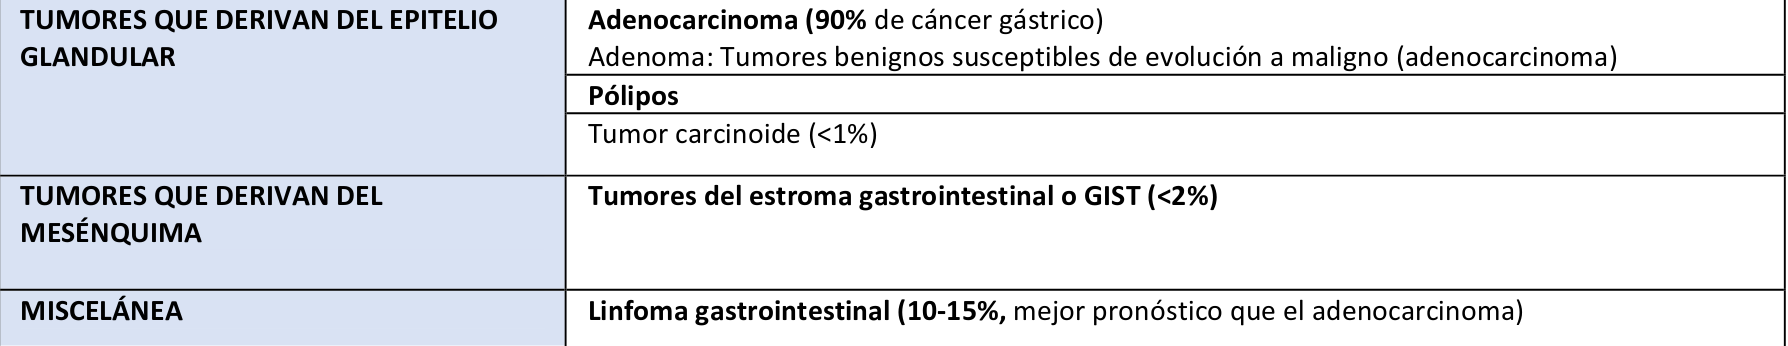 TUMORES QUE DERIVAN DEL EPITELIO
GLANDULAR
Adenocarcinoma (90% de cáncer gástrico)
Adenoma: Tumores benignos susceptibles de evolución a maligno (adenocarcinoma)
Pólipos
Tumor carcinoide (<1%)
TUMORES QUE DERIVAN DEL
MESÉNQUIMA
Tumores del estroma gastrointestinal o GIST (<2%)
MISCELÁNEA
Linfoma gastrointestinal (10-15%, mejor pronóstico que el adenocarcinoma)